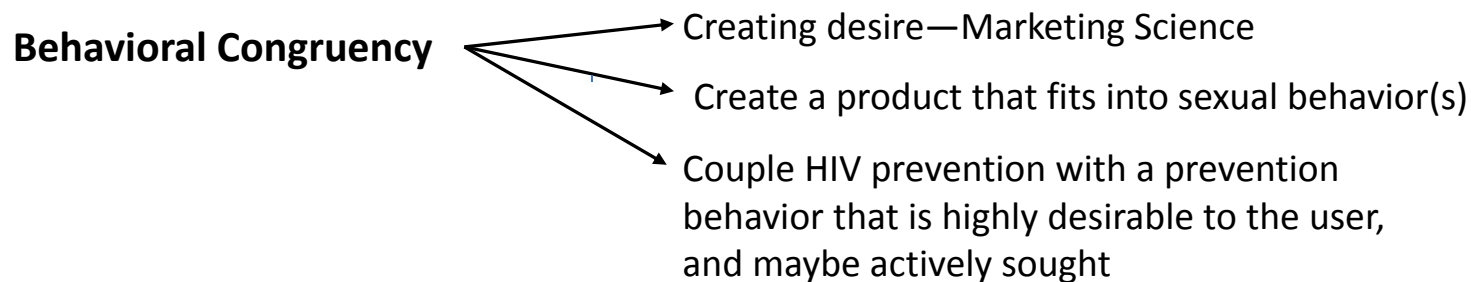 Behavioral Congruency
Creating desire—Marketing Science
Create a product that fits into sexual behavior(s)
Couple HIV prevention with a prevention
behavior that is highly desirable to the user,
and maybe actively sought